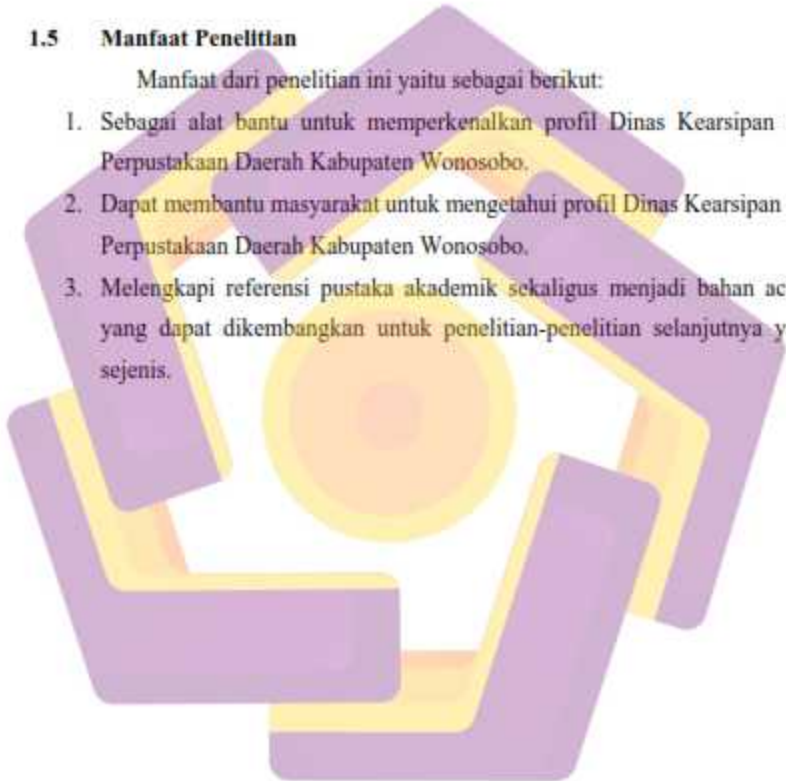 1.5 Manfaat Penelitian
Manfaat dari penelitian ini yaitu sebagai berikut:
1. Sebagai alat bantu untuk memperkenalkan profil Dinas Kearsipan
Perpustakaan Daerah Kabupaten Wonosobo.
2. Dapat membantu masyarakat untuk mengetahui profil Dinas Kearsipan
Perpustakaan Daerah Kabupaten Wonosobo.
3. Melengkapi referensi pustaka akademik sekaligus menjadi bahan ac
yang dapat dikembangkan untuk penelitian-penelitian selanjutnya y
sejenis.